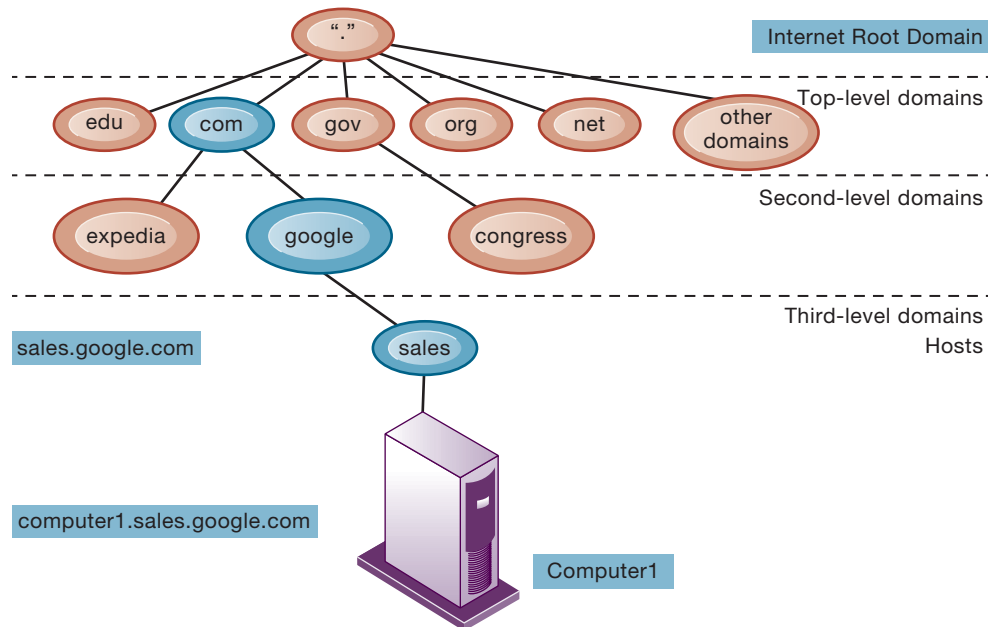 “.”
Internet Root Domain
Top-level domains
edu
com
gov
org
net
other
domains
Second-level domains
expedia
google
congress
Third-level domains
Hosts
sales.google.com
sales
computer1.sales.google.com
Computer1